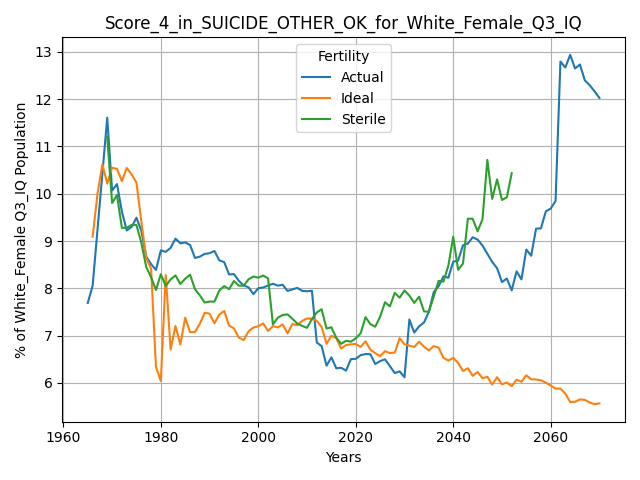 Score_4_in_SUICIDE_OTHER_OK_for_White_Female_Q3_IQ
% of White_Female Q3_IQ Population
13
12
11
10
9
8
7
6
Fertility
Actual
Ideal
Sterile
1960
1980
2000
2020
2040
2060
Years